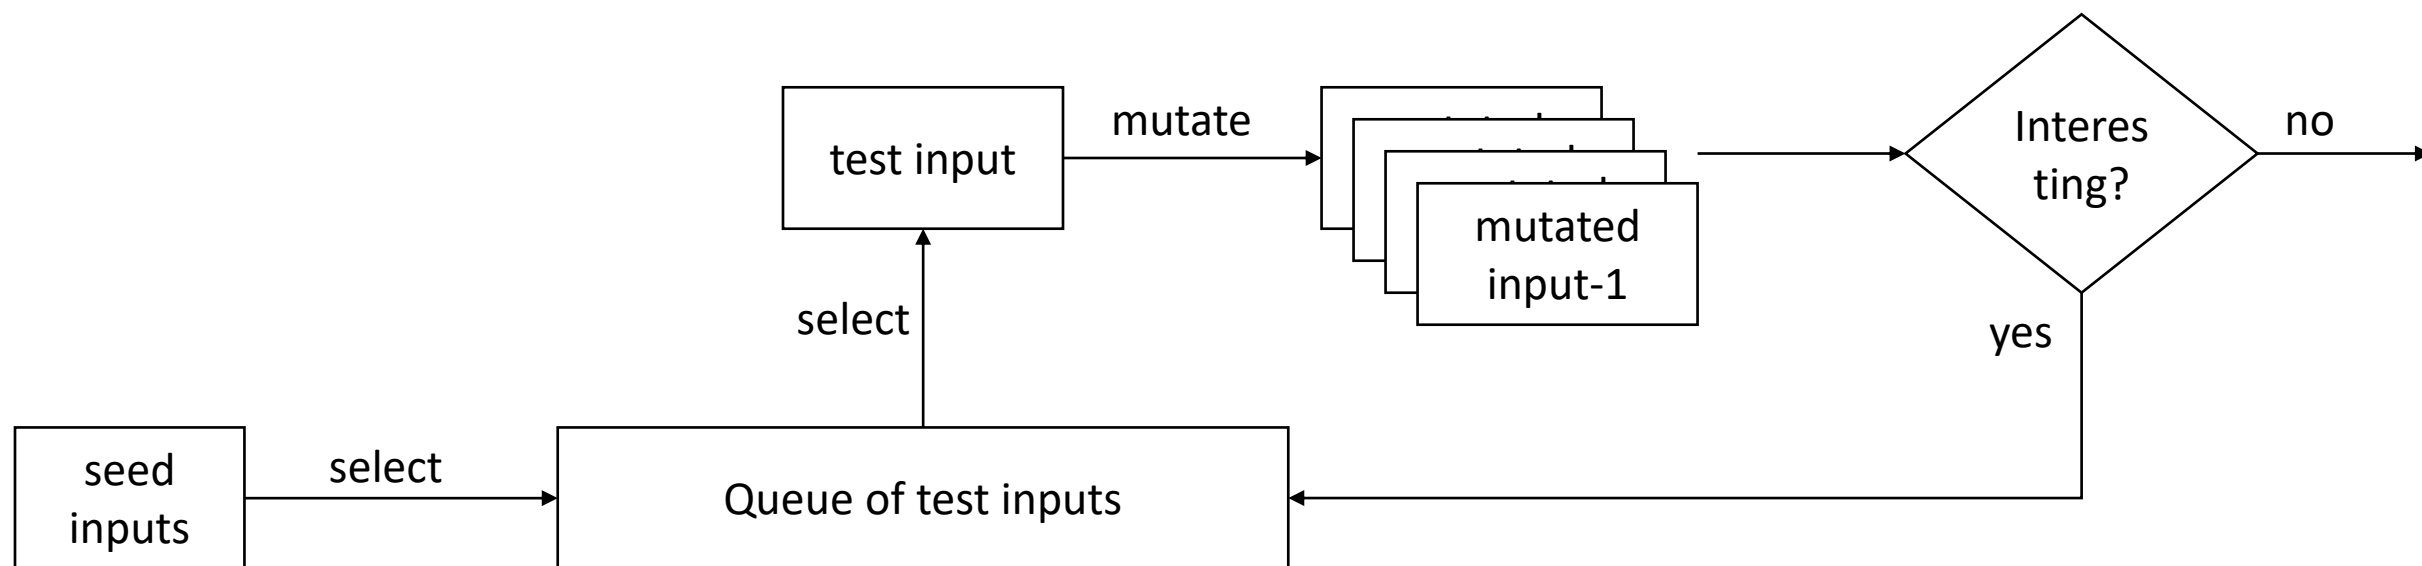 test input
mutate
mutated
input-1
Interes
ting?
no
yes
select
seed
inputs
select
Queue of test inputs